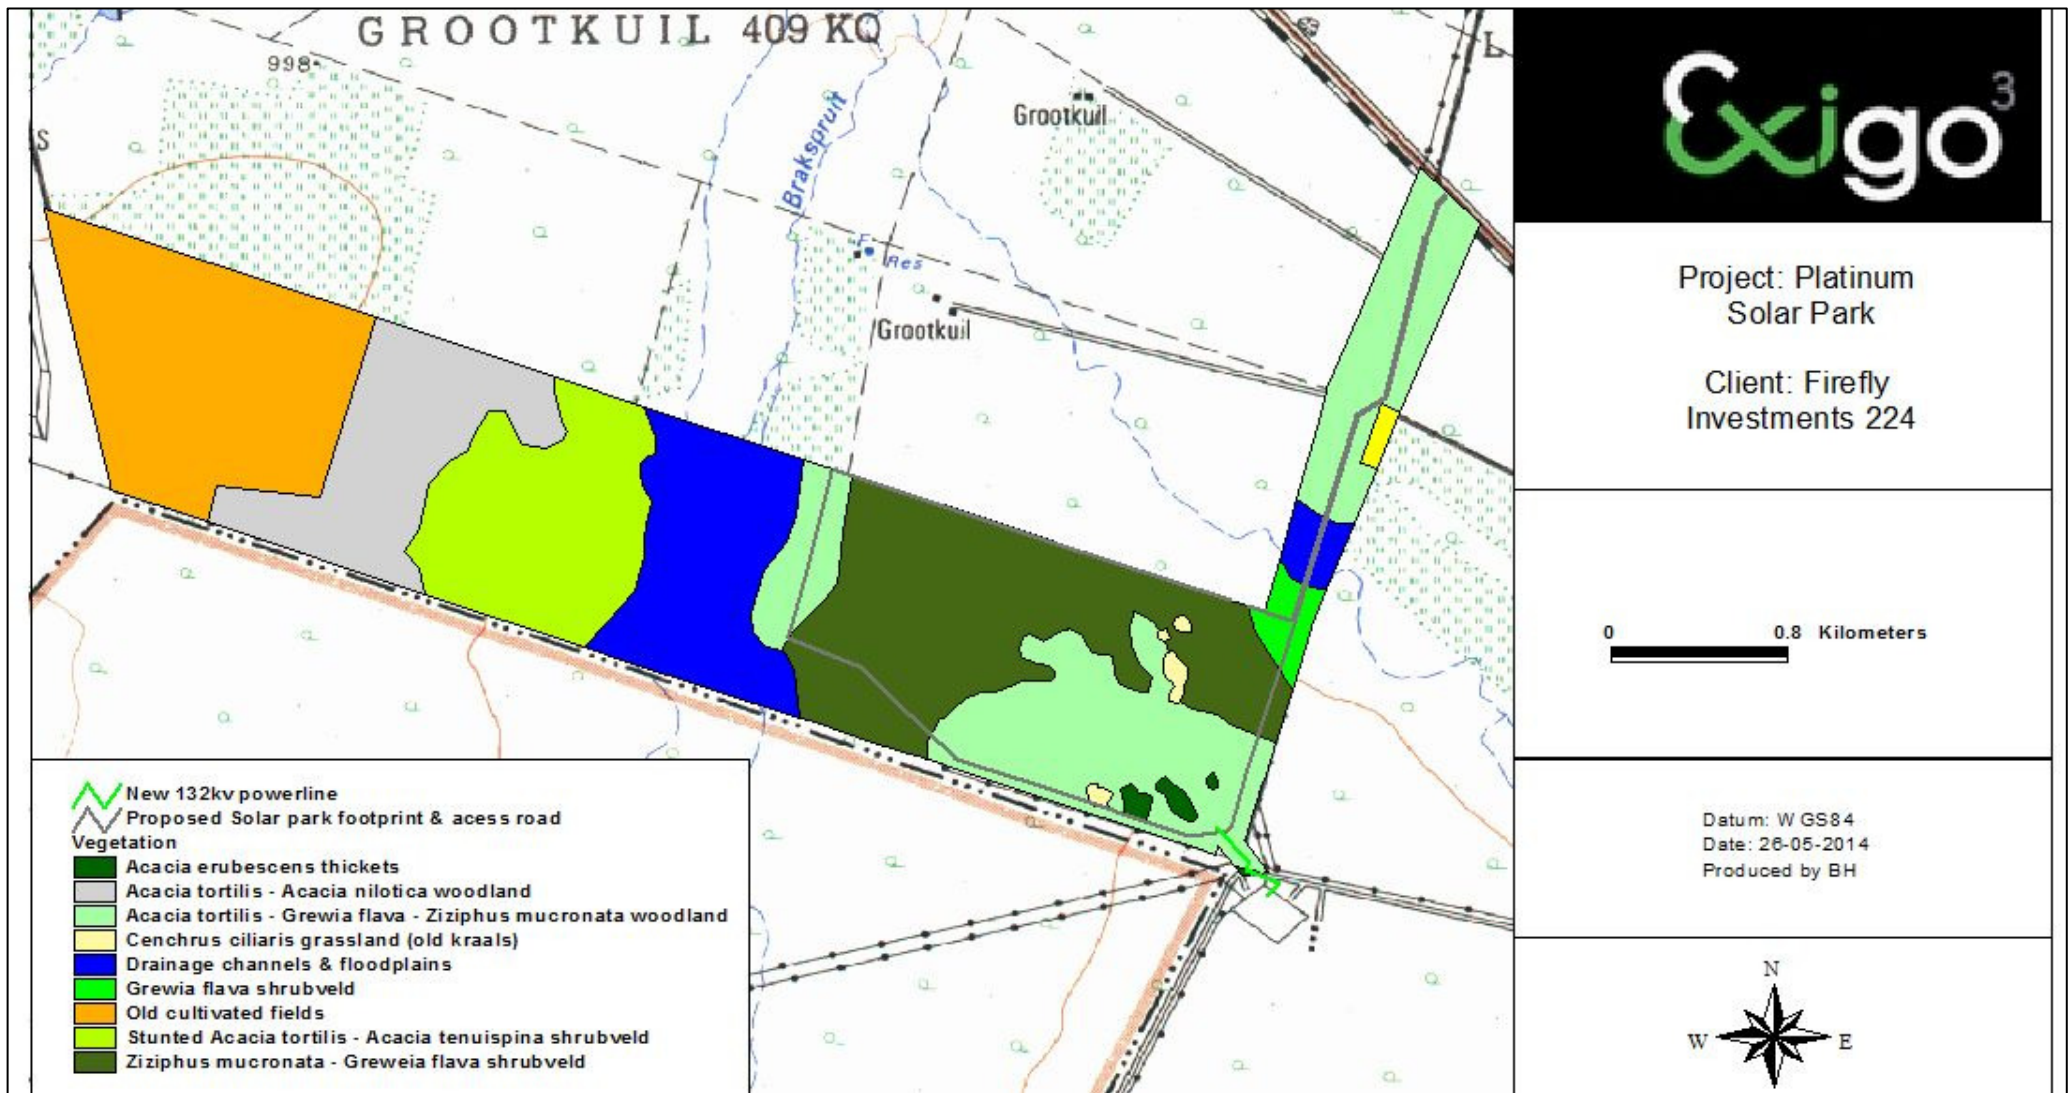 GROOTKUIL 409 KQ
998
S
L
Brakspruit
Grootkuil
F
Res
Grootkuil
Exigo3
Project: Platinum
Solar Park
Client: Firefly
Investments 224
0 0.8 Kilometers
Datum: WGS84
Date: 26-05-2014
Produced by BH
N
W E
New 132kv powerline
Proposed Solar park footprint & acess road
Vegetation
Acacia erubescens thickets
Acacia tortilis - Acacia nilotica woodland
Acacia tortilis - Grewia flava - Ziziphus mucronata woodland
Cenchrus ciliaris grassland (old kraals)
Drainage channels & floodplains
Grewia flava shrubveld
Old cultivated fields
Stunted Acacia tortilis - Acacia tenuispina shrubveld
Ziziphus mucronata - Greweia flava shrubveld